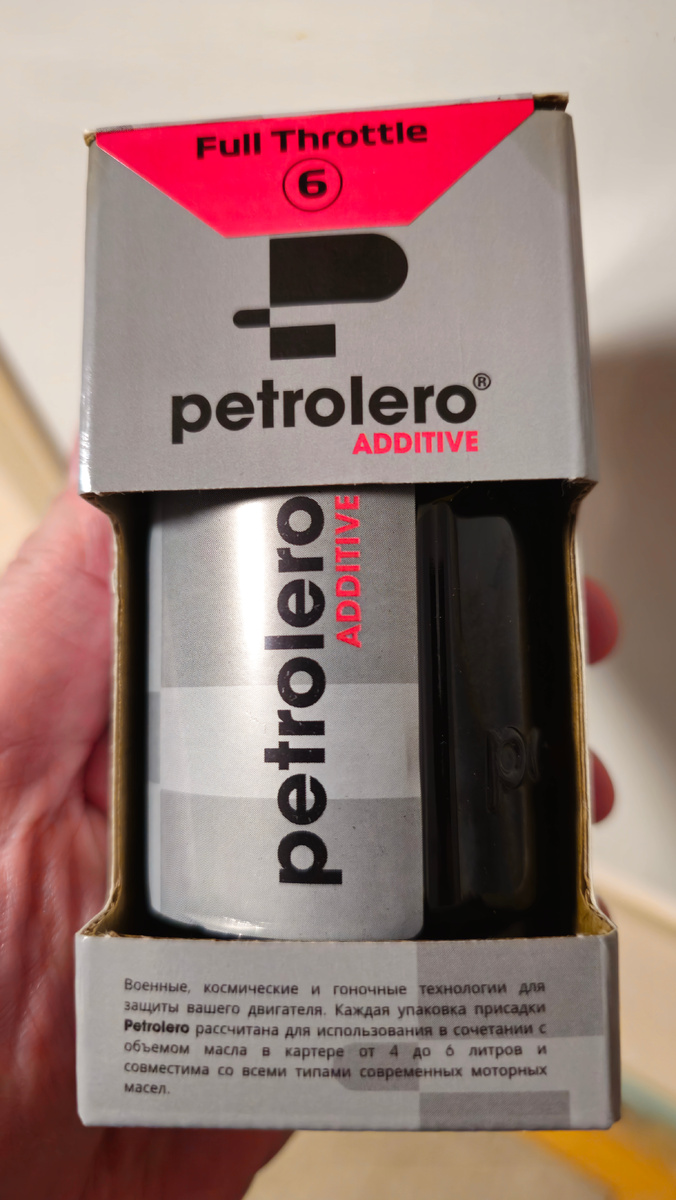 Full Throttle
6
petrolero®
ADDITIVE
petrolero
ADDITIVE
Военные, космические и гоночные технологии для
защиты вашего двигателя. Каждая упаковка присадки
Petrolero рассчитана для использования в сочетании с
объемом масла в картере от 4 до 6 литров и
совместима со всеми типами современных моторных
масел.